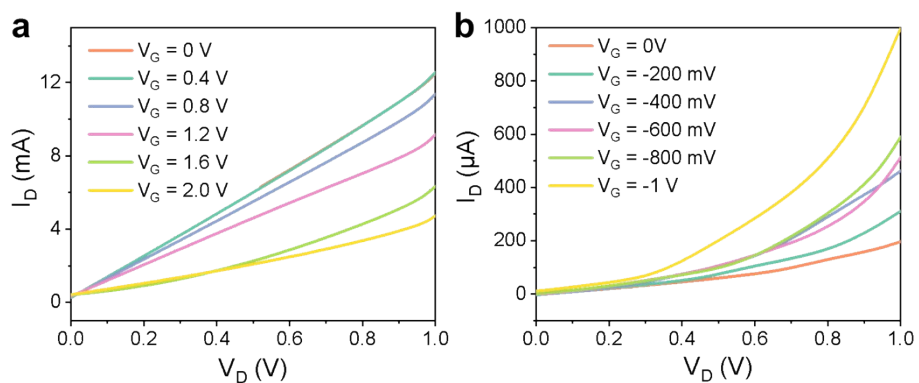 a
V_G = 0 V
V_G = 0.4 V
V_G = 0.8 V
V_G = 1.2 V
V_G = 1.6 V
V_G = 2.0 V
12
8
4
0
I_D (mA)
0.0 0.2 0.4 0.6 0.8 1.0
V_D (V)
b
V_G = 0V
V_G = -200 mV
V_G = -400 mV
V_G = -600 mV
V_G = -800 mV
V_G = -1 V
1000
800
600
400
200
0
I_D (μA)
0.0 0.2 0.4 0.6 0.8 1.0
V_D (V)